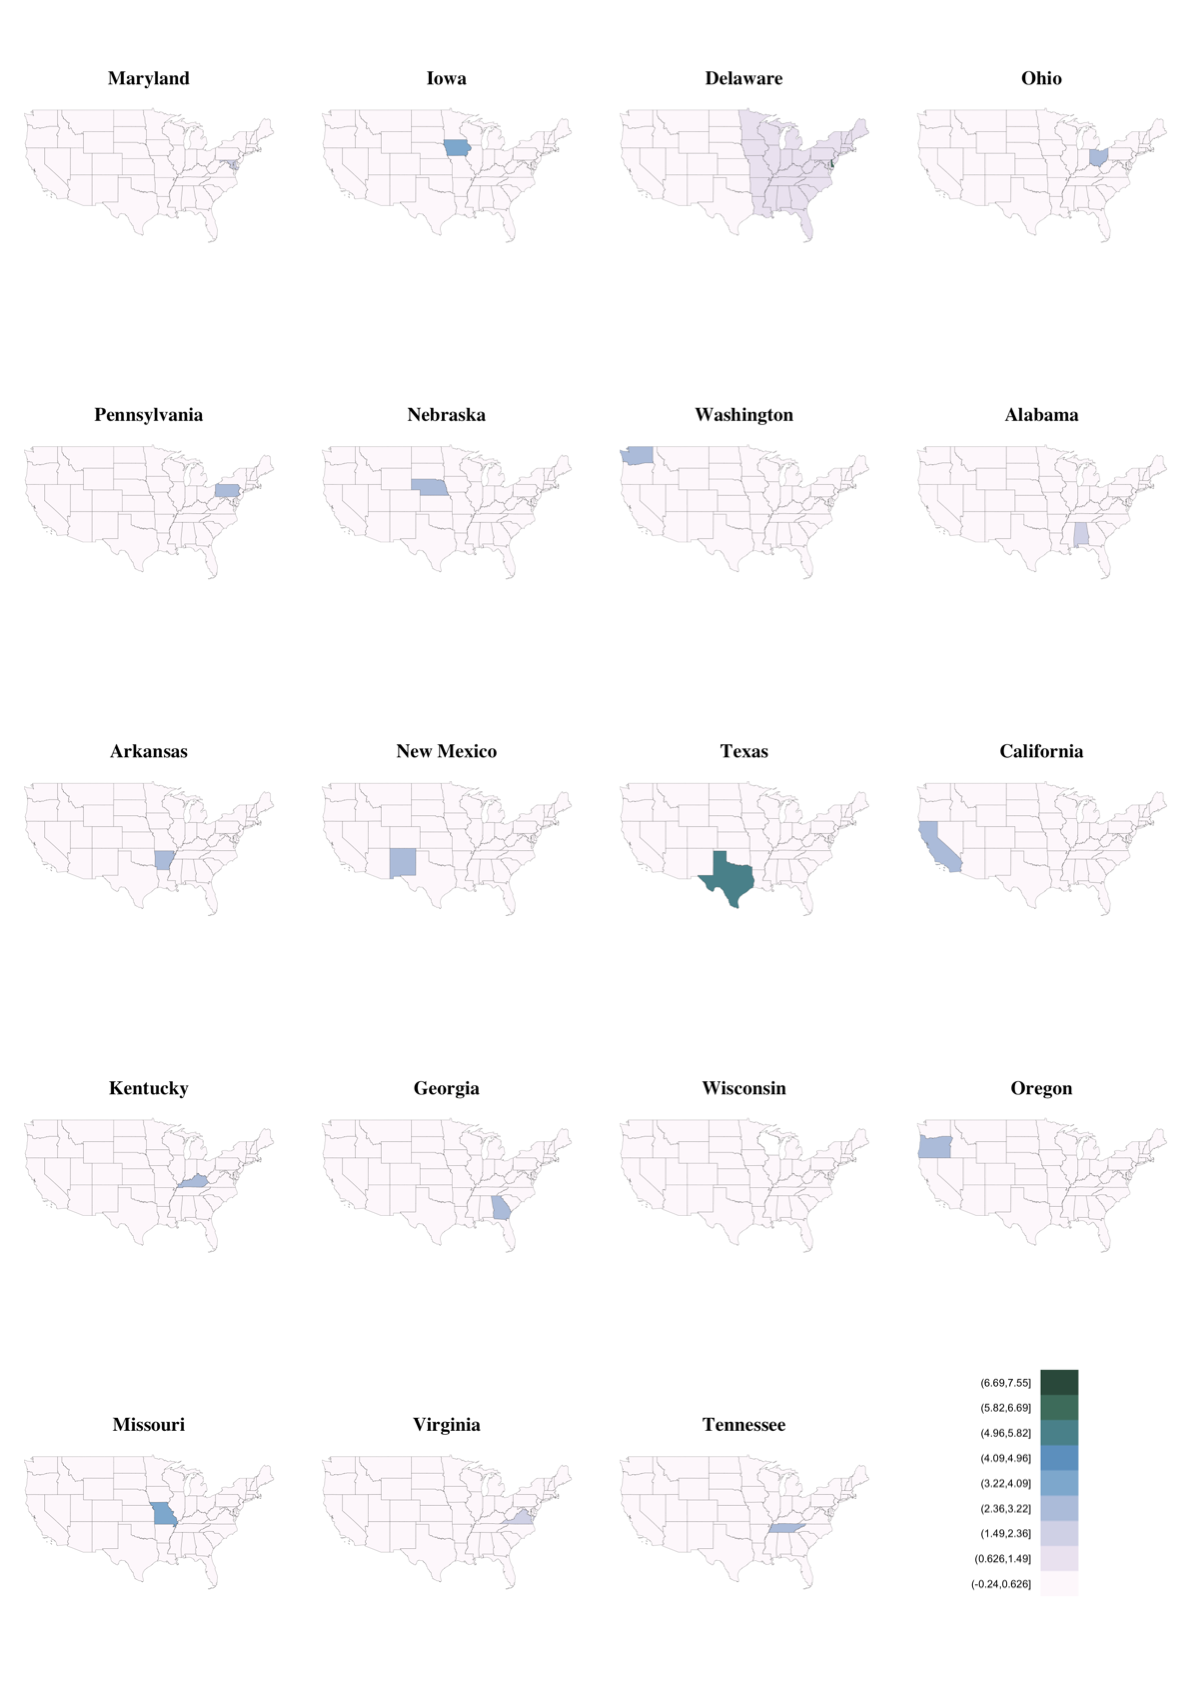 Maryland
Iowa
Delaware
Ohio
Pennsylvania
Nebraska
Washington
Alabama
Arkansas
New Mexico
Texas
California
Kentucky
Georgia
Wisconsin
Oregon
Missouri
Virginia
Tennessee
(6.69,7.55]
(5.82,6.69]
(4.96,5.82]
(4.09,4.96]
(3.22,4.09]
(2.36,3.22]
(1.49,2.36]
(0.626,1.49]
(-0.24,0.626]